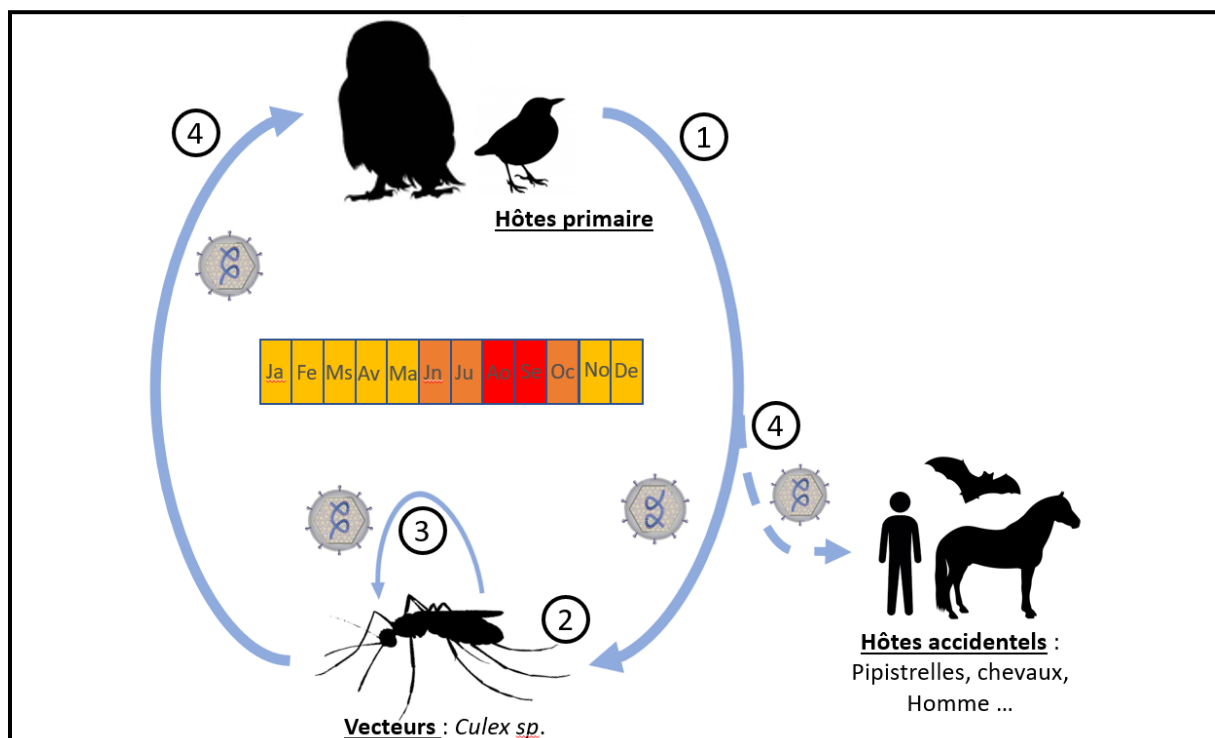 4
1
Hôtes primaire
Ja Fe Ms Av Ma Jn Ju Ao Se Oc No De
4
3
2
Hôtes accidentels :
Pipistrelles, chevaux,
Homme ...
Vecteurs : Culex sp.